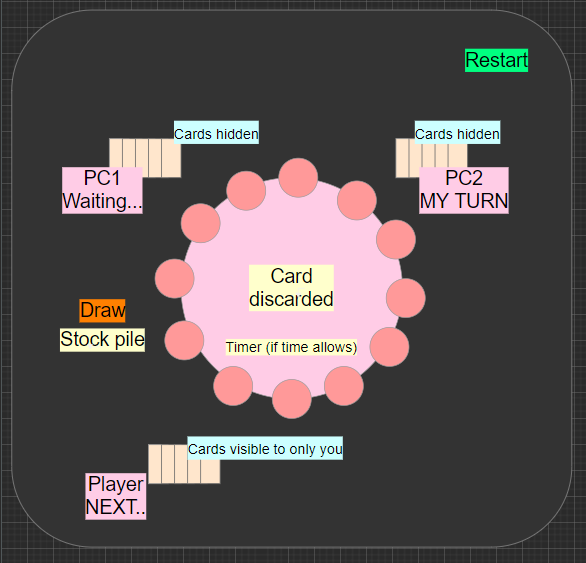 Restart
Cards hidden
Cards hidden
PC1
Waiting...
PC2
MY TURN
Card
discarded
Draw
Stock pile
Timer (if time allows)
Cards visible to only you
Player
NEXT..